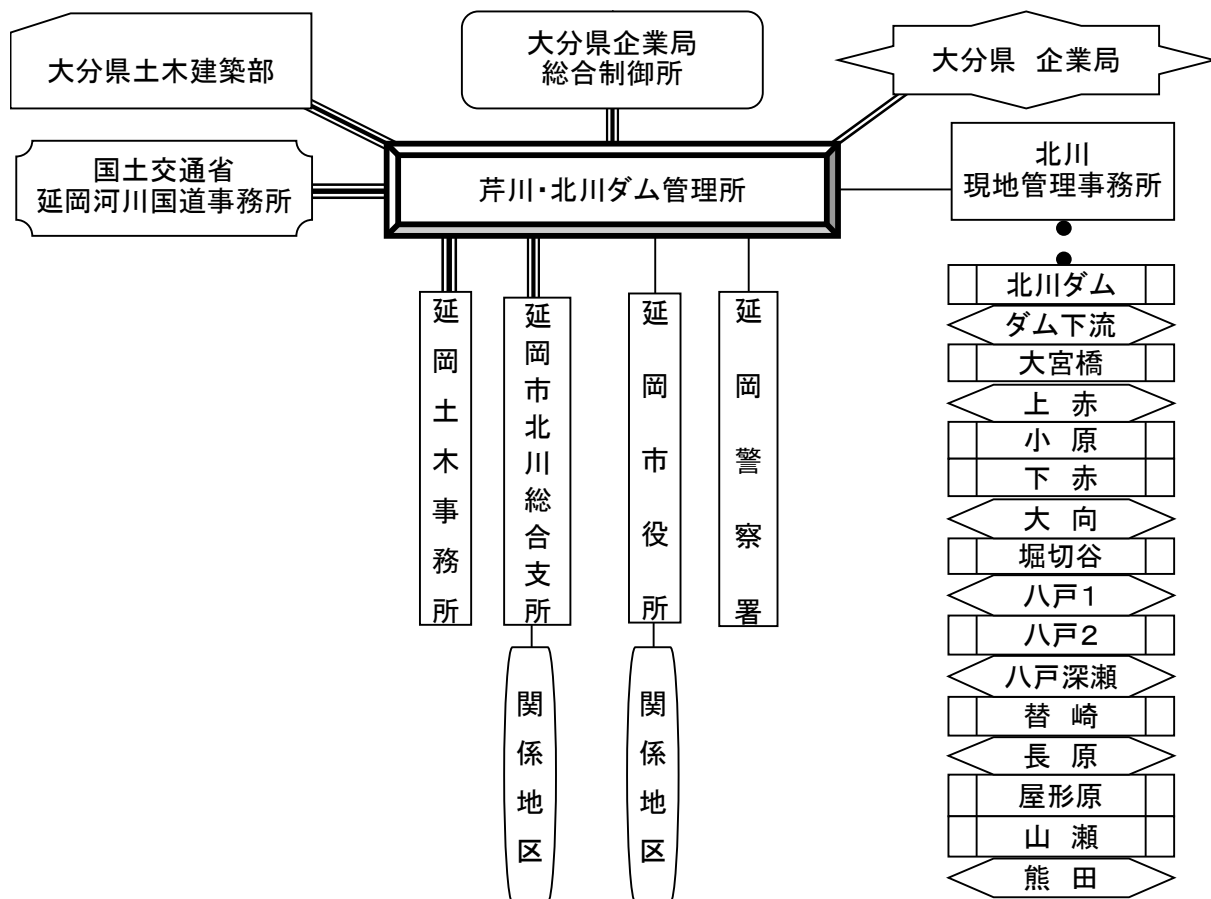 大分県土木建築部
大分県企業局
総合制御所
大分県 企業局
国土交通省
延岡河川国道事務所
芹川・北川ダム管理所
北川
現地管理事務所
延岡土木事務所
延岡市北川総合支所
延岡市役所
延岡警察署
関係地区
関係地区
北川ダム
ダム下流
大宮橋
上 赤
小 原
下 赤
大 向
堀切谷
八戸1
八戸2
八戸深瀬
替 崎
長 原
屋形原
山 瀬
熊 田